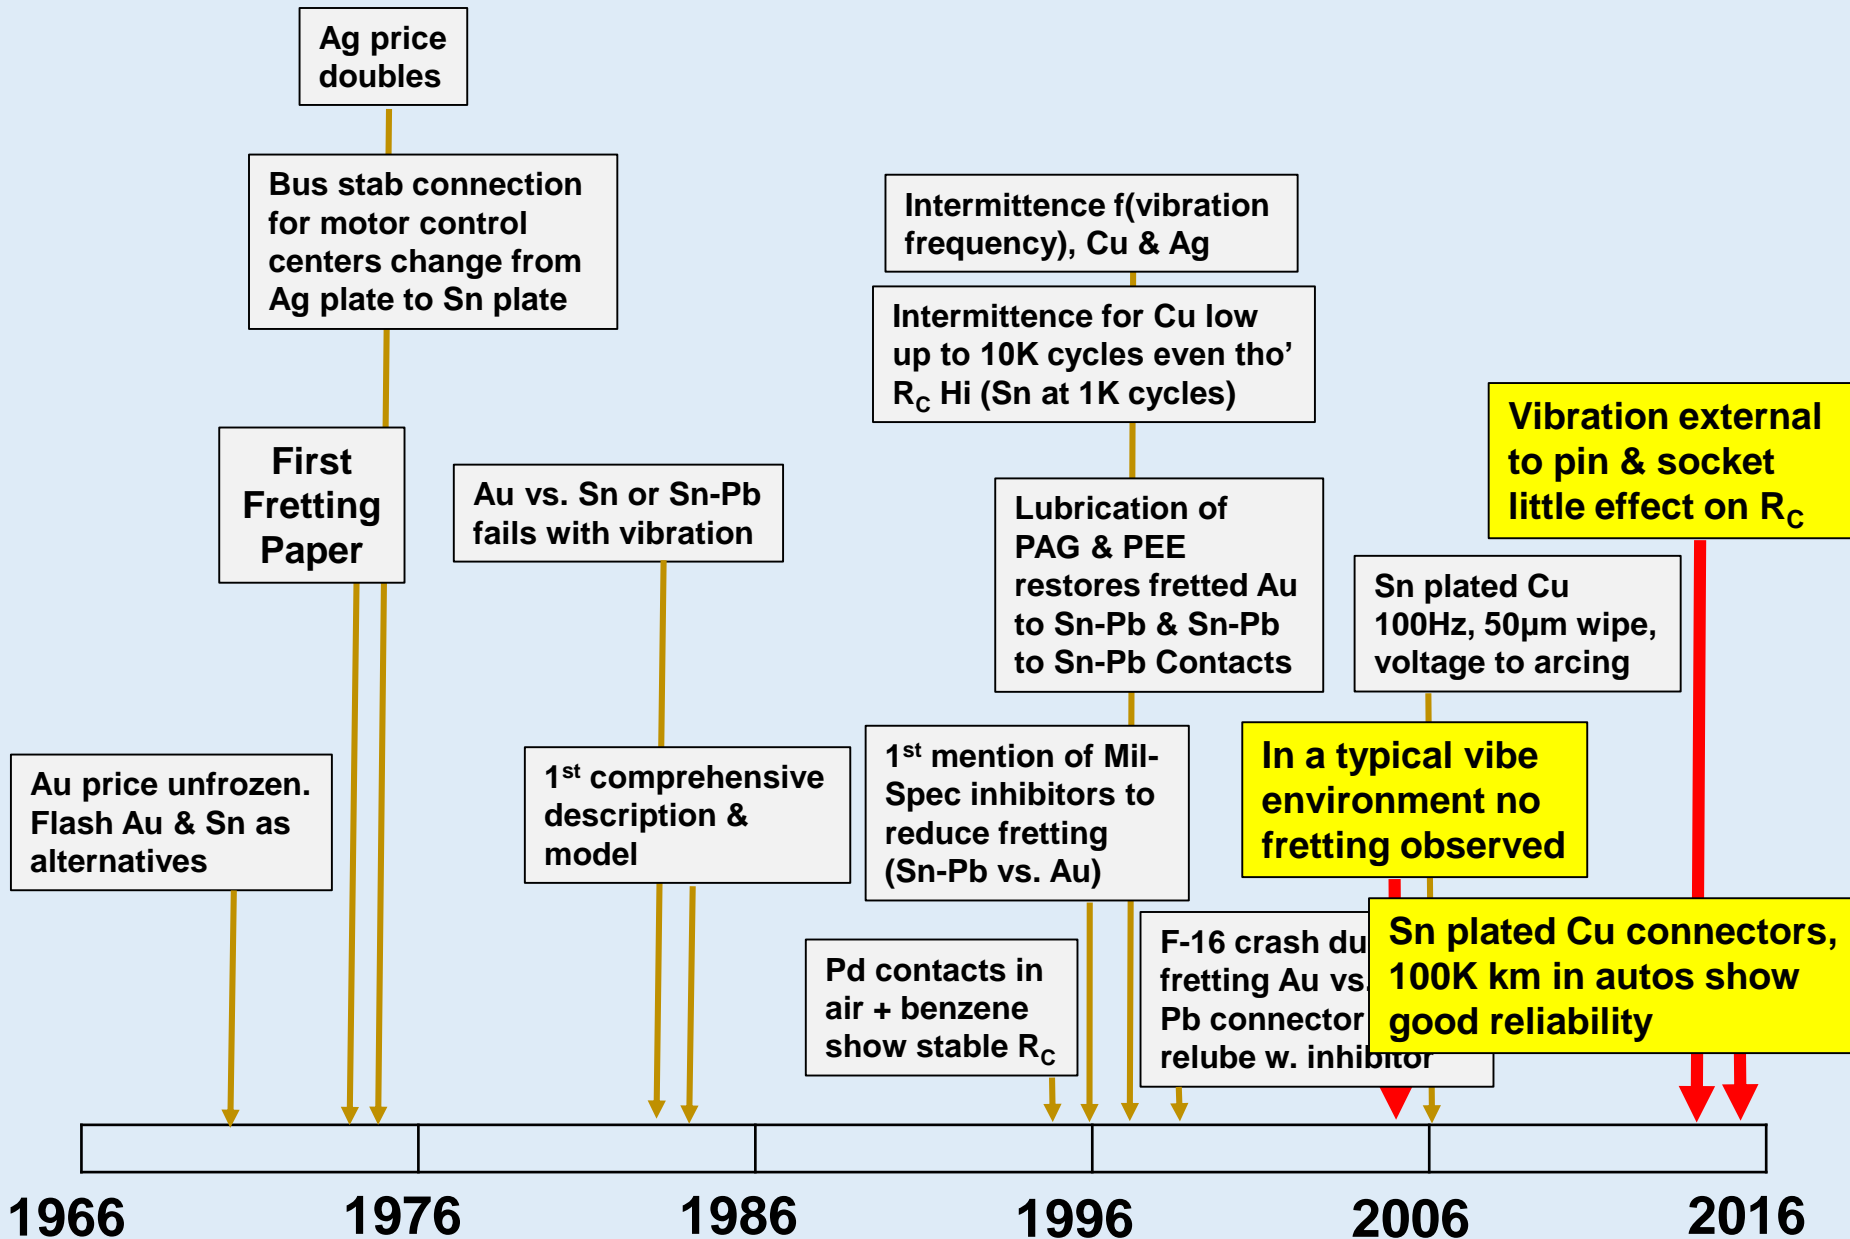 Ag price
doubles
Bus stab connection
for motor control
centers change from
Ag plate to Sn plate
First
Fretting
Paper
Au price unfrozen.
Flash Au & Sn as
alternatives
Au vs. Sn or Sn-Pb
fails with vibration
1st comprehensive
description &
model
Intermittence f(vibration
frequency), Cu & Ag
Intermittence for Cu low
up to 10K cycles even tho’
RC Hi (Sn at 1K cycles)
Lubrication of
PAG & PEE
restores fretted Au
to Sn-Pb & Sn-Pb
to Sn-Pb Contacts
1st mention of Mil-
Spec inhibitors to
reduce fretting
(Sn-Pb vs. Au)
Pd contacts in
air + benzene
show stable RC
F-16 crash du
fretting Au vs.
Pb connector
relube w. inhibitor
Vibration external
to pin & socket
little effect on RC
Sn plated Cu
100Hz, 50µm wipe,
voltage to arcing
In a typical vibe
environment no
fretting observed
Sn plated Cu connectors,
100K km in autos show
good reliability
1966 1976 1986 1996 2006 2016